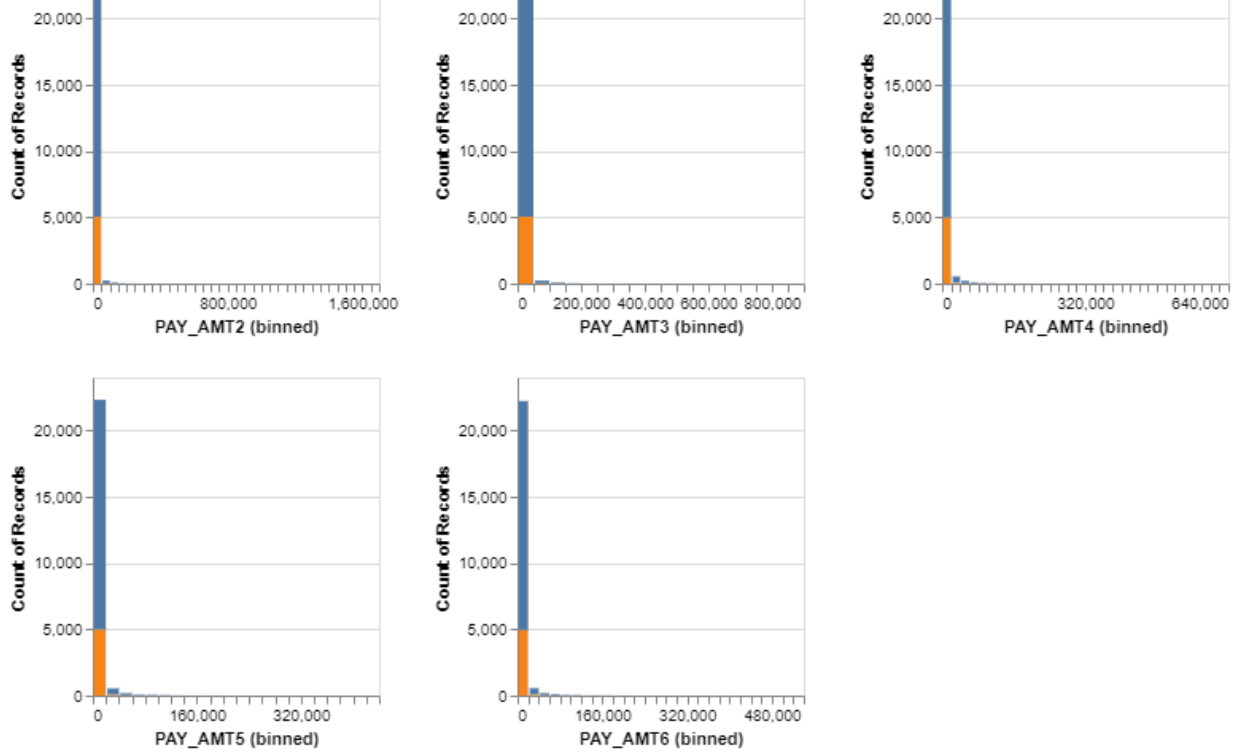 20,000
15,000
10,000
5,000
0
Count of Records
0 800,000 1,600,000
PAY_AMT2 (binned)
20,000
15,000
10,000
5,000
0
Count of Records
0 200,000 400,000 600,000 800,000
PAY_AMT3 (binned)
20,000
15,000
10,000
5,000
0
Count of Records
0 320,000 640,000
PAY_AMT4 (binned)
20,000
15,000
10,000
5,000
0
Count of Records
0 160,000 320,000
PAY_AMT5 (binned)
20,000
15,000
10,000
5,000
0
Count of Records
0 160,000 320,000 480,000
PAY_AMT6 (binned)